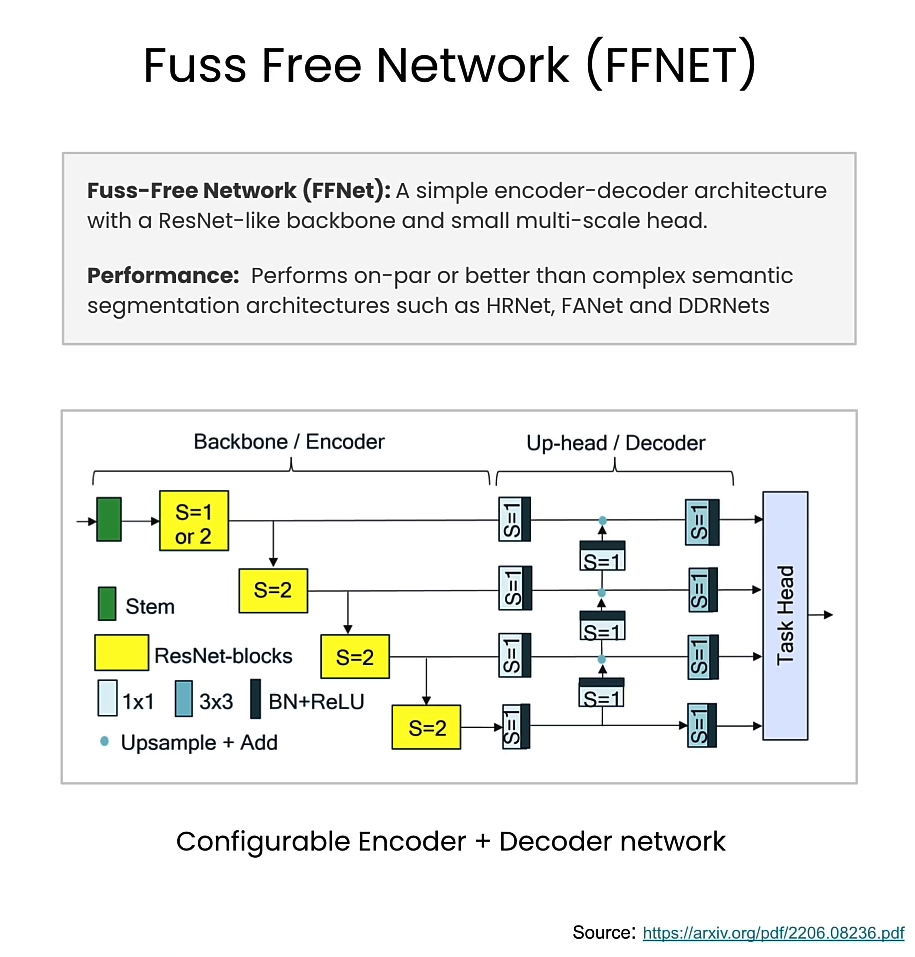 Fuss Free Network (FFNET)
Fuss-Free Network (FFNet): A simple encoder-decoder architecture
with a ResNet-like backbone and small multi-scale head.
Performance: Performs on-par or better than complex semantic
segmentation architectures such as HRNet, FANet and DDRNets
Backbone / Encoder
Up-head / Decoder
S=1
or 2
S=1
S=1
S=1
S=2
S=1
S=1
S=1
S=2
S=1
S=1
S=1
S=2
S=1
S=1
Task Head
Stem
ResNet-blocks
1x1
3x3
BN+ReLU
Upsample + Add
Configurable Encoder + Decoder network
Source: https://arxiv.org/pdf/2206.08236.pdf